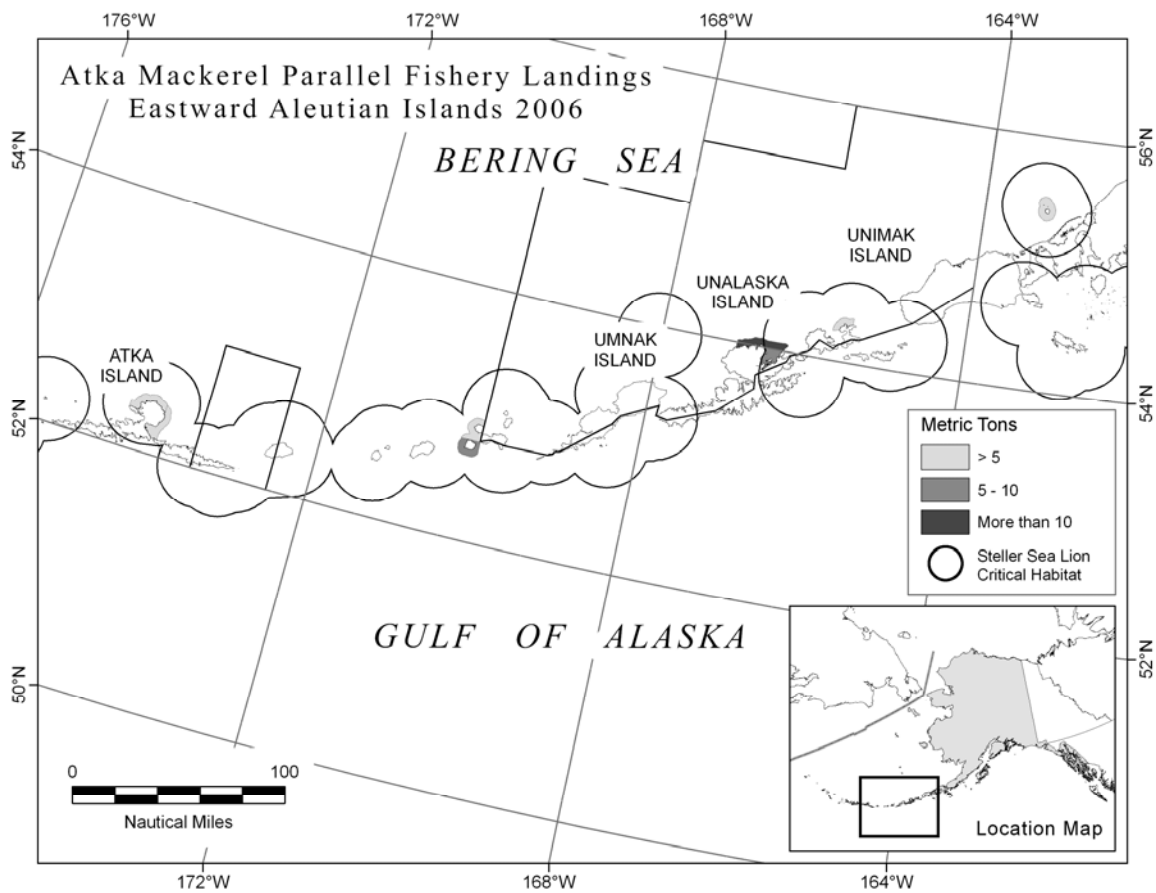 176°W
172°W
168°W
164°W
Atka Mackerel Parallel Fishery Landings
Eastward Aleutian Islands 2006
BERING SEA
54°N
56°N
UNIMAK
ISLAND
UNALASKA
ISLAND
UMNAK
ISLAND
ATKA
ISLAND
52°N
54°N
Metric Tons
> 5
5 - 10
More than 10
Steller Sea Lion
Critical Habitat
GULF OF ALASKA
52°N
50°N
0
100
Nautical Miles
Location Map
172°W
168°W
164°W